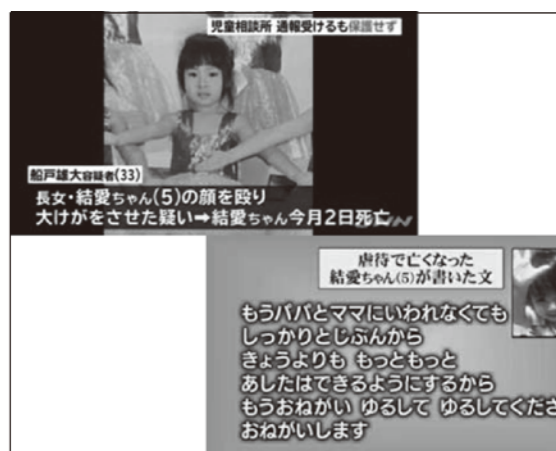 児童相談所 通報受けるも保護せず
船戸雄大容疑者(33)
長女・結愛ちゃん(5)の顔を殴り
大けがをさせた疑い➡結愛ちゃん今月2日死亡
虐待で亡くなった
結愛ちゃん(5)が書いた文
もうパパとママにいわれなくても
しっかりとじぶんから
きょうよりも もっともっと
あしたはできるようにするから
もうおねがい ゆるして ゆるしてくださ
おねがいします